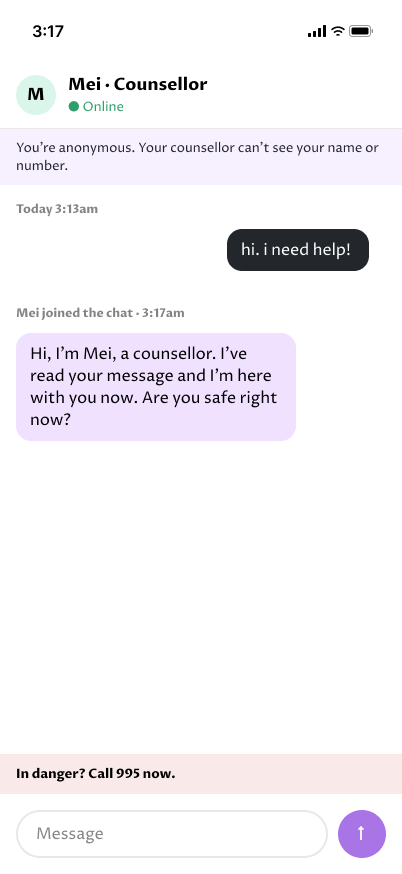 3:17
M
Mei · Counsellor
Online
You're anonymous. Your counsellor can't see your name or
number.
Today 3:13am
hi. i need help!
Mei joined the chat · 3:17am
Hi, I'm Mei, a counsellor. I've
read your message and I'm here
with you now. Are you safe right
now?
In danger? Call 995 now.
Message